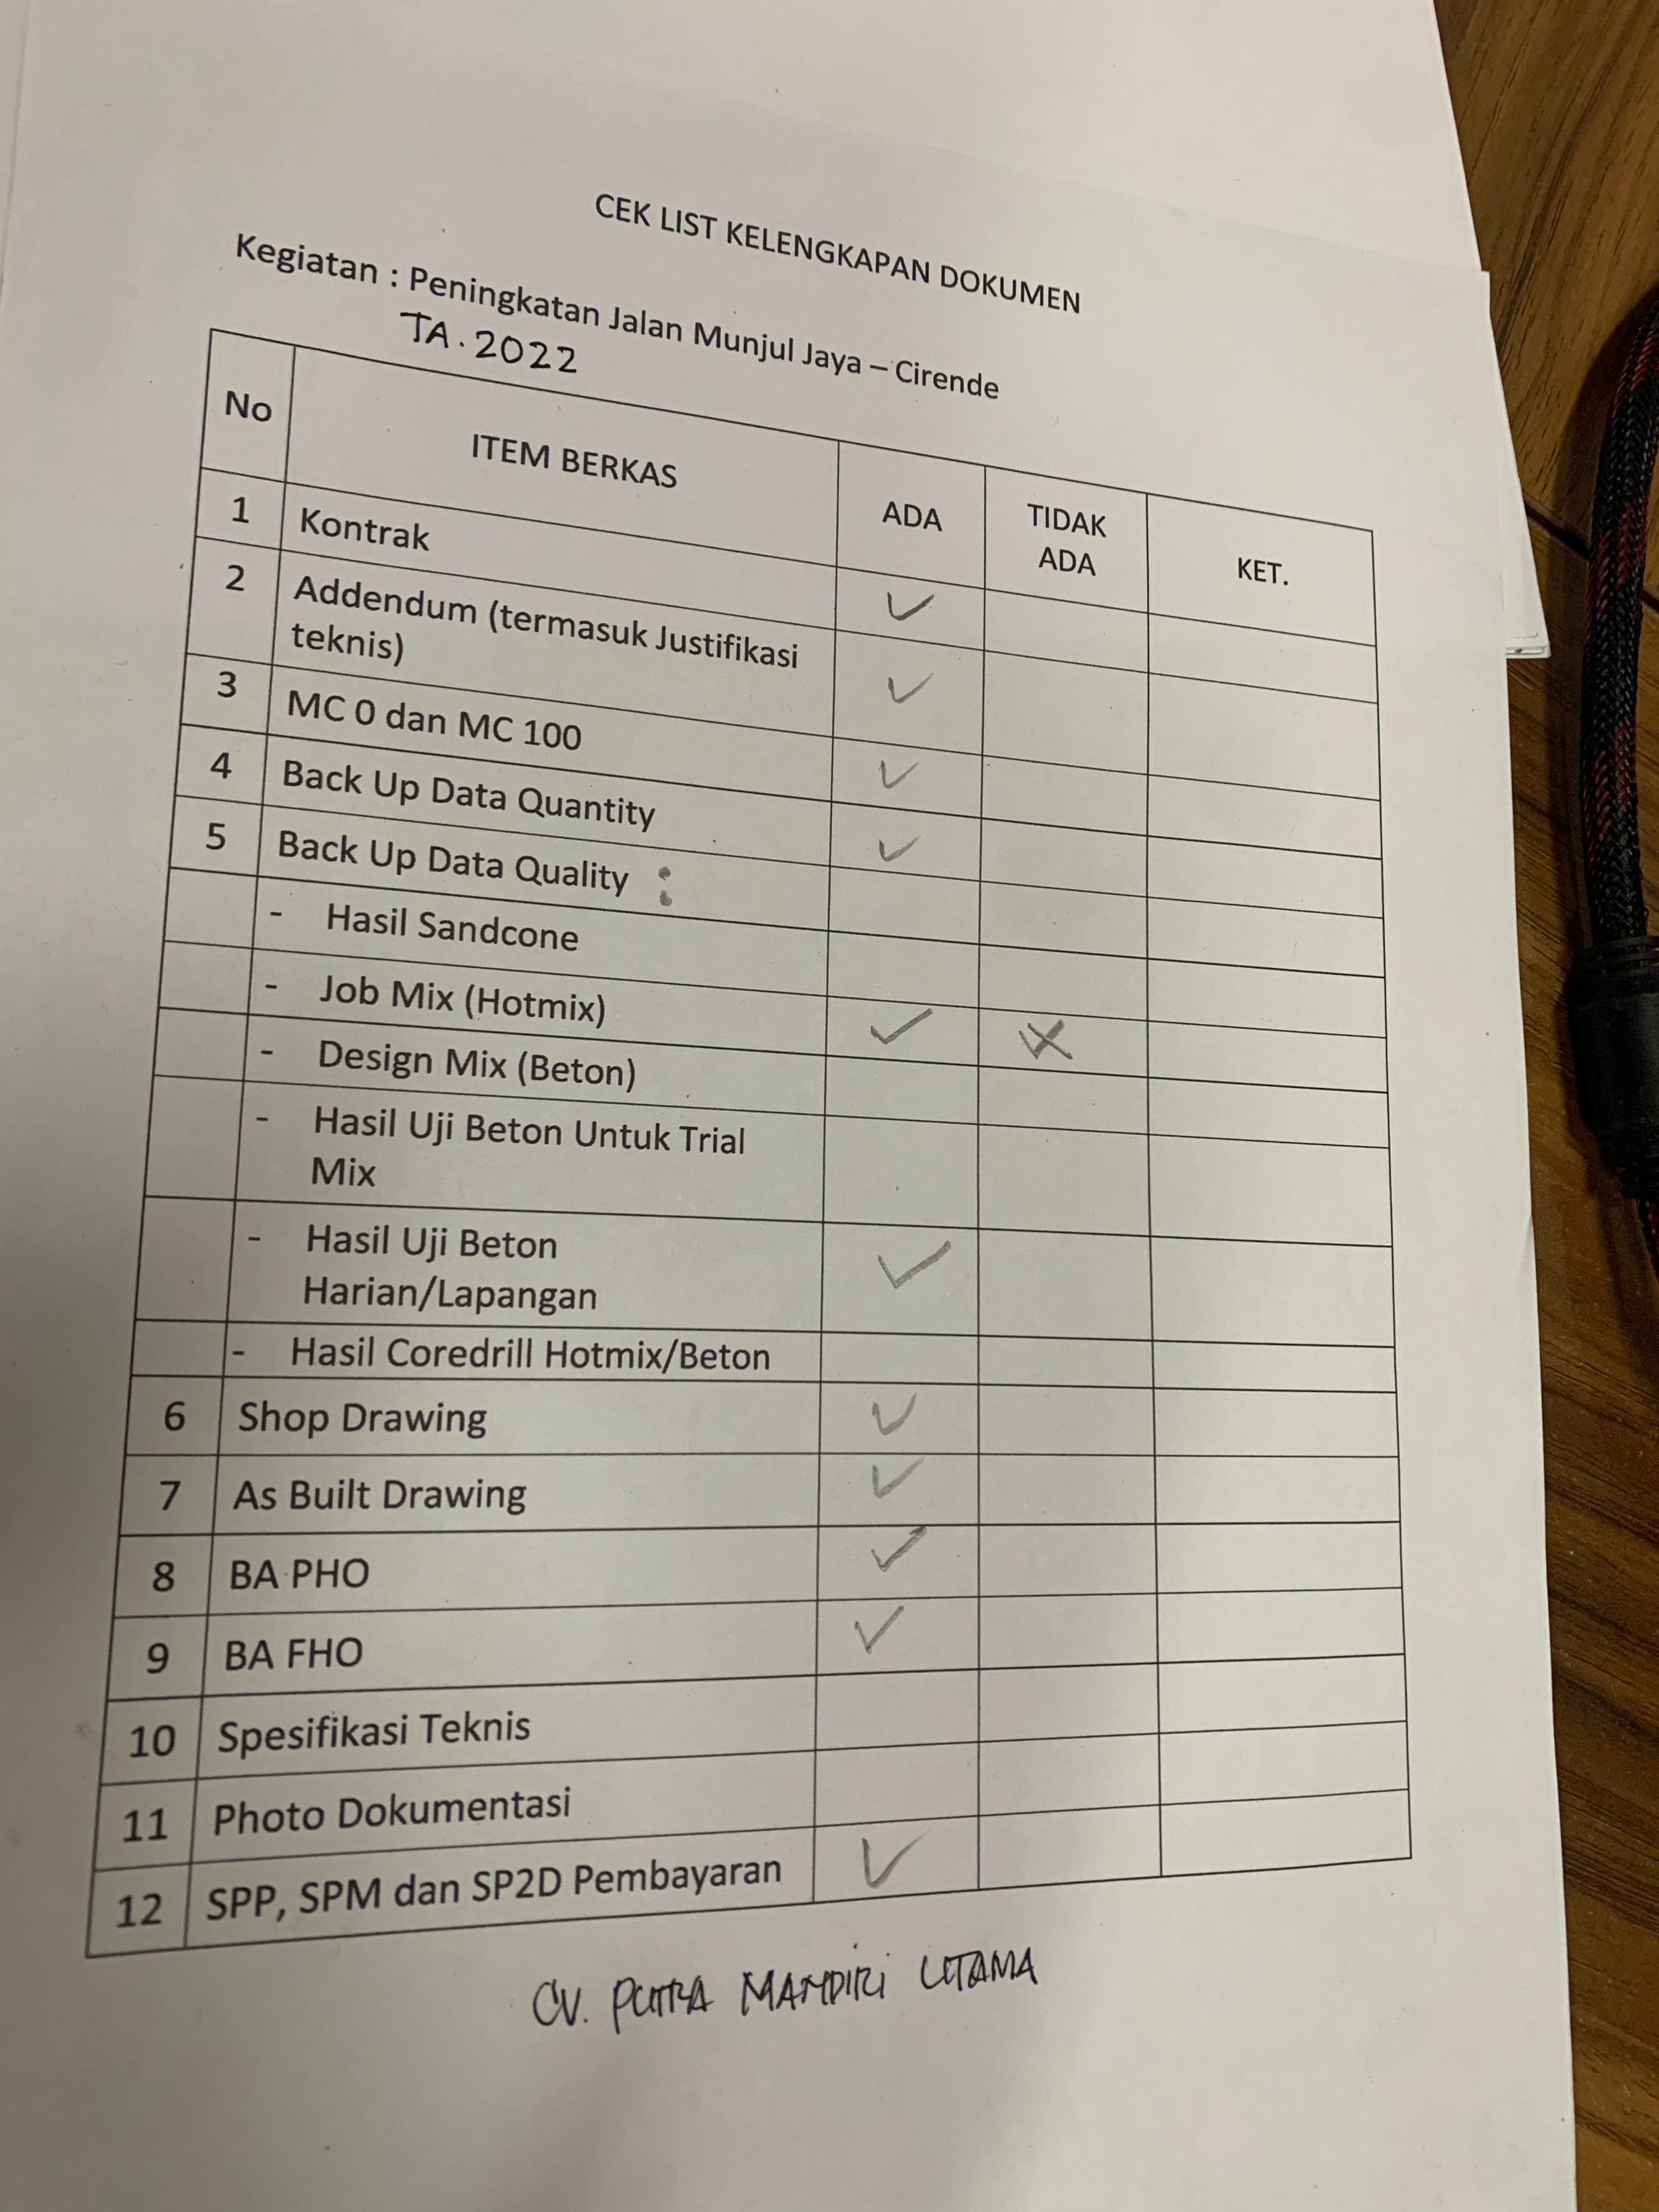 CEK LIST KELENGKAPAN DOKUMEN
Kegiatan : Peningkatan Jalan Munjul Jaya – Cirende
TA. 2022
No ITEM BERKAS ADA TIDAK ADA KET.
1 Kontrak ✓
2 Addendum (termasuk Justifikasi
teknis) ✓
3 MC 0 dan MC 100 ✓
4 Back Up Data Quantity ✓
5 Back Up Data Quality :
- Hasil Sandcone
- Job Mix (Hotmix) ✓
- Design Mix (Beton)
- Hasil Uji Beton Untuk Trial
Mix
- Hasil Uji Beton
Harian/Lapangan ✓
- Hasil Coredrill Hotmix/Beton
6 Shop Drawing ✓
7 As Built Drawing ✓
8 BA PHO ✓
9 BA FHO ✓
10 Spesifikasi Teknis
11 Photo Dokumentasi
12 SPP, SPM dan SP2D Pembayaran ✓
CV. PUTRA MANDIRI UTAMA